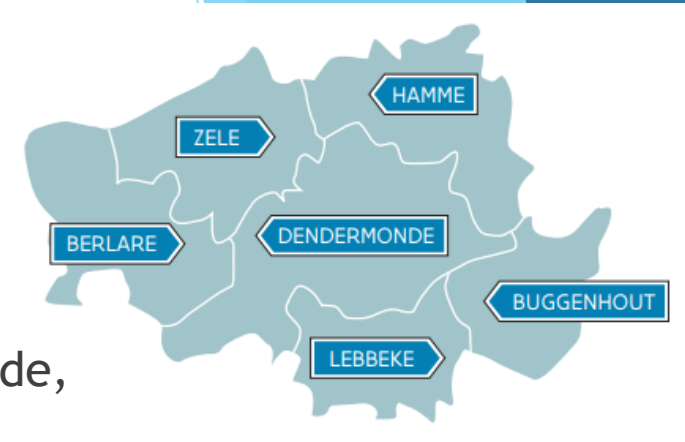 HAMME
ZELE
DENDERMONDE
BERLARE
BUGGENHOUT
LEBBEKE
de,